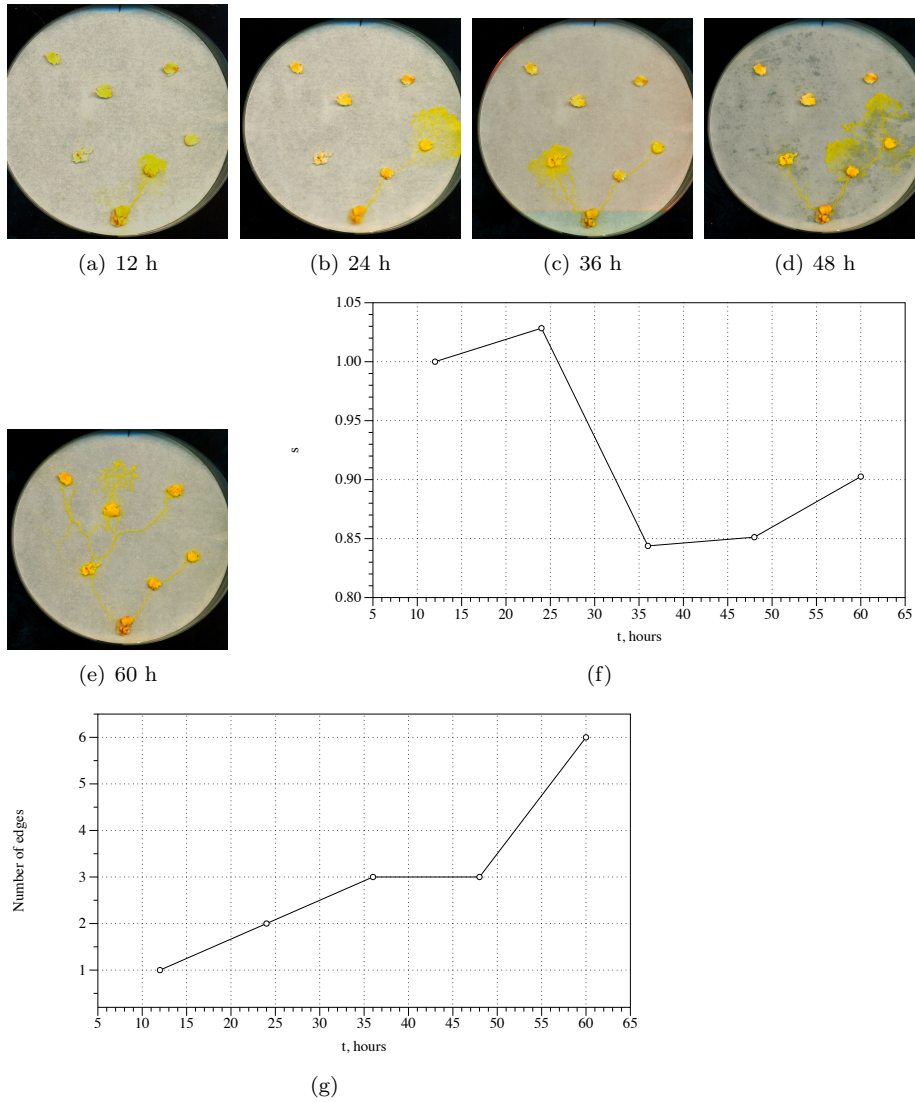 (a) 12 h
(b) 24 h
(c) 36 h
(d) 48 h
1.05
1.00
0.95
0.90
0.85
0.80
s
5 10 15 20 25 30 35 40 45 50 55 60 65
t, hours
(e) 60 h
(f)
6
5
4
3
2
1
Number of edges
5 10 15 20 25 30 35 40 45 50 55 60 65
t, hours
(g)